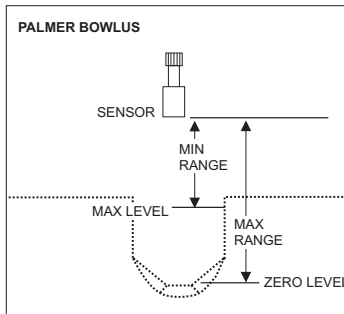 PALMER BOWLUS
SENSOR
MIN
RANGE
MAX LEVEL
MAX
RANGE
ZERO LEVEL